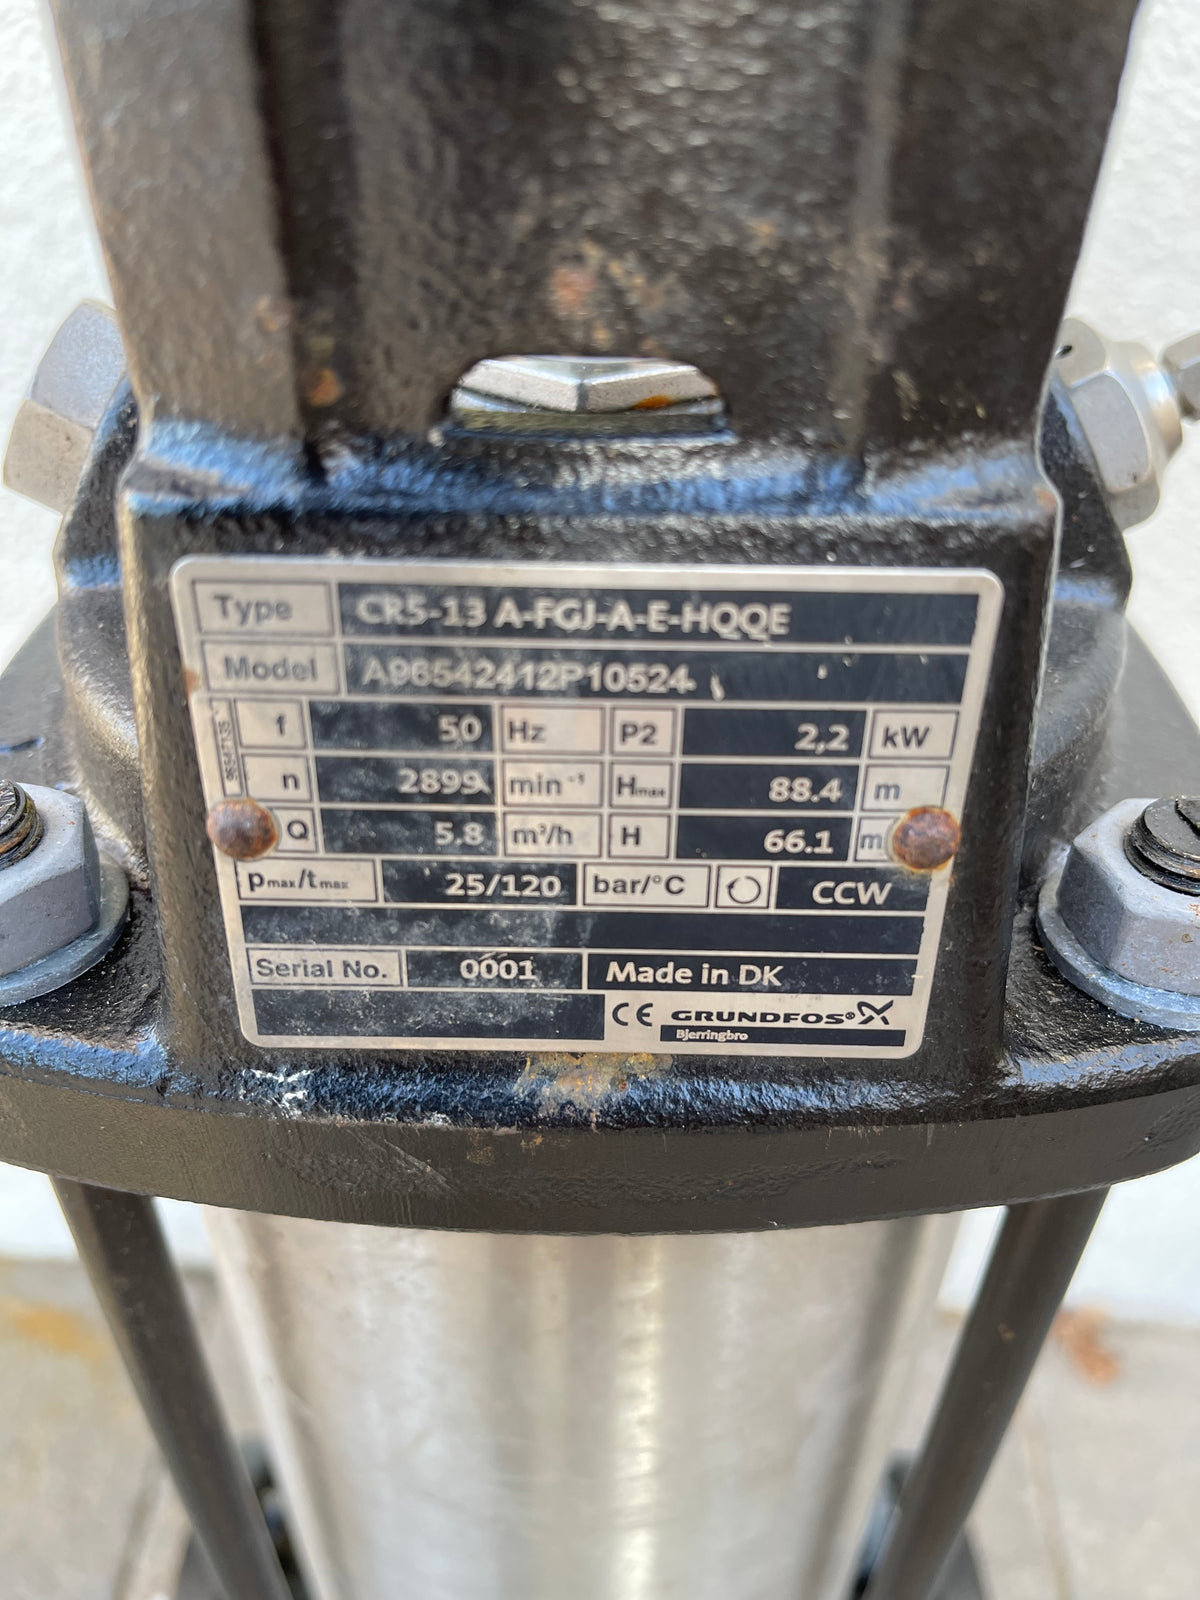 Type CR5-13 A-FGJ-A-E-HQQE
Model A96542412P10524
f 50 Hz P2 2,2 kW
n 2899 min⁻¹ Hmax 88.4 m
Q 5.8 m³/h H 66.1 m
pmax/tmax 25/120 bar/°C CCW
Serial No. 0001 Made in DK
CE GRUNDFOS®
Bjerringbro